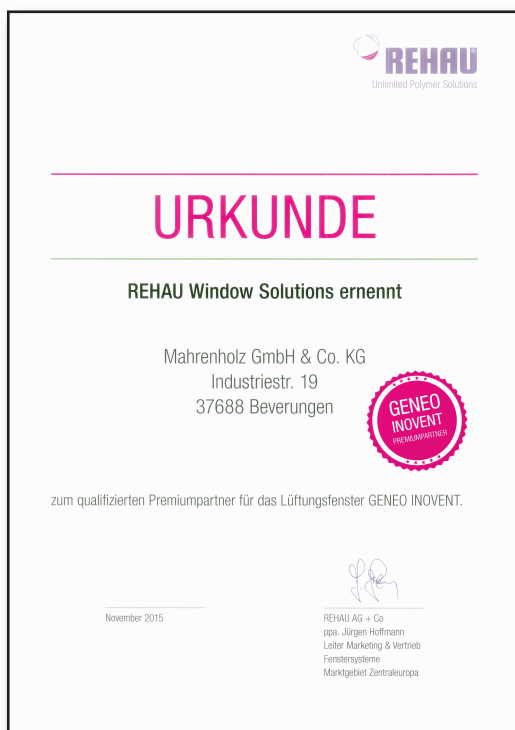 REHAU
Unlimited Polymer Solutions
URKUNDE
REHAU Window Solutions ernennt
Mahrenholz GmbH & Co. KG
Industriestr. 19
37688 Beverungen
GENEO
INOVENT
PREMIUMPARTNER
zum qualifizierten Premiumpartner für das Lüftungsfenster GENEO INOVENT.
November 2015
REHAU AG + Co
ppa. Jürgen Hoffmann
Leiter Marketing & Vertrieb
Fenstersysteme
Marktgebiet Zentraleuropa